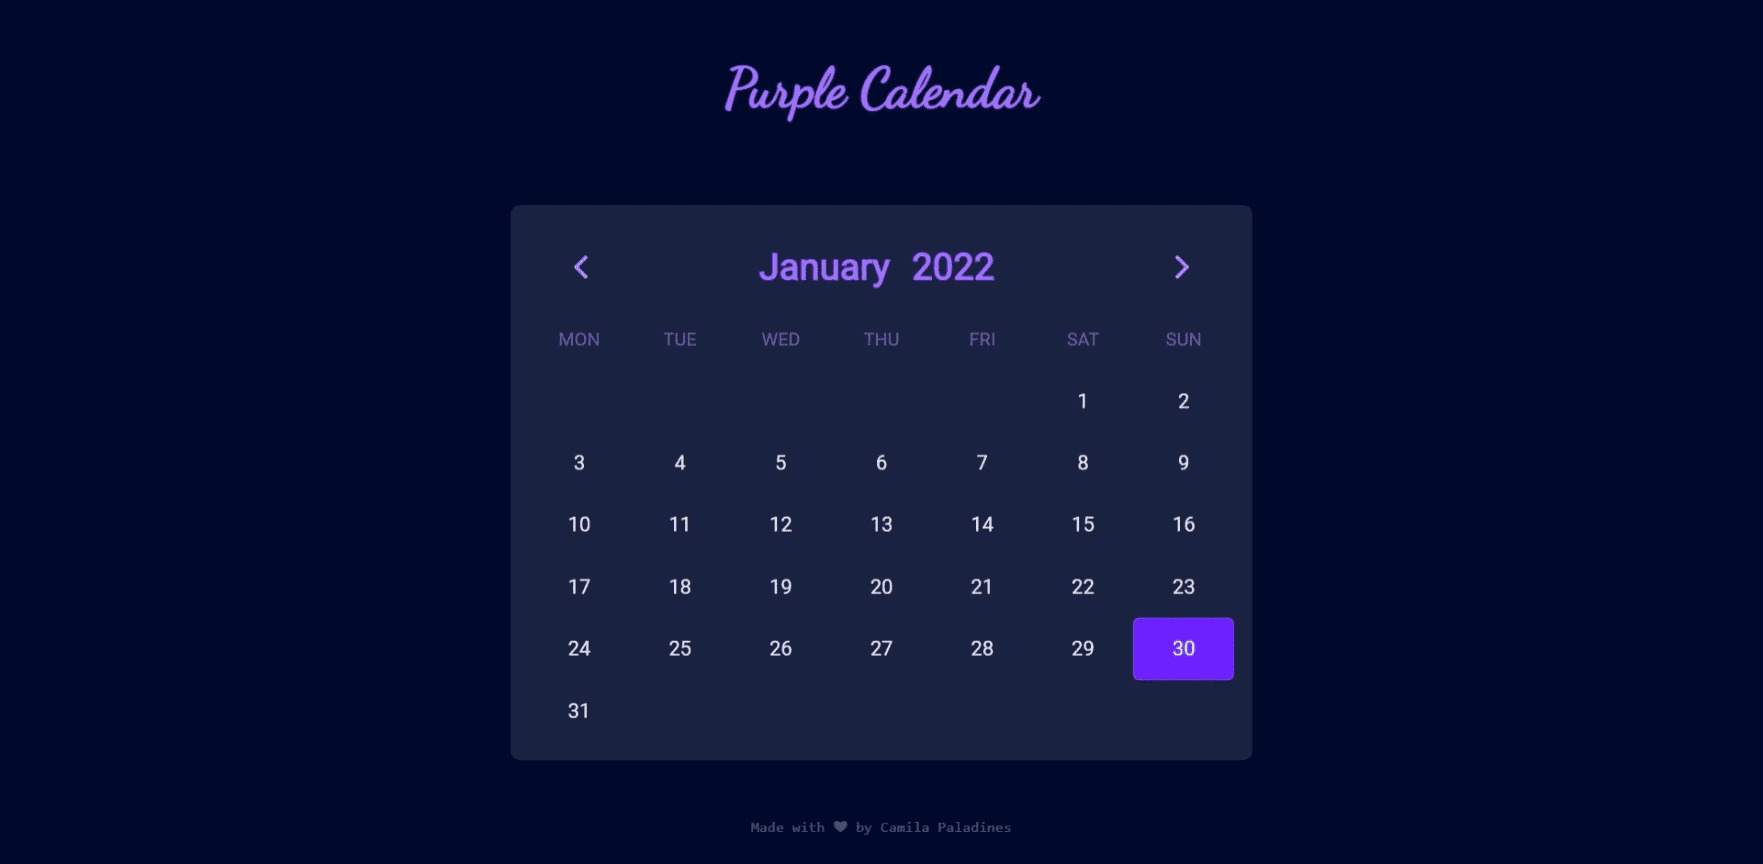 Purple Calendar
January 2022
MON TUE WED THU FRI SAT SUN
1 2
3 4 5 6 7 8 9
10 11 12 13 14 15 16
17 18 19 20 21 22 23
24 25 26 27 28 29 30
31
Made with ♥ by Camila Paladines